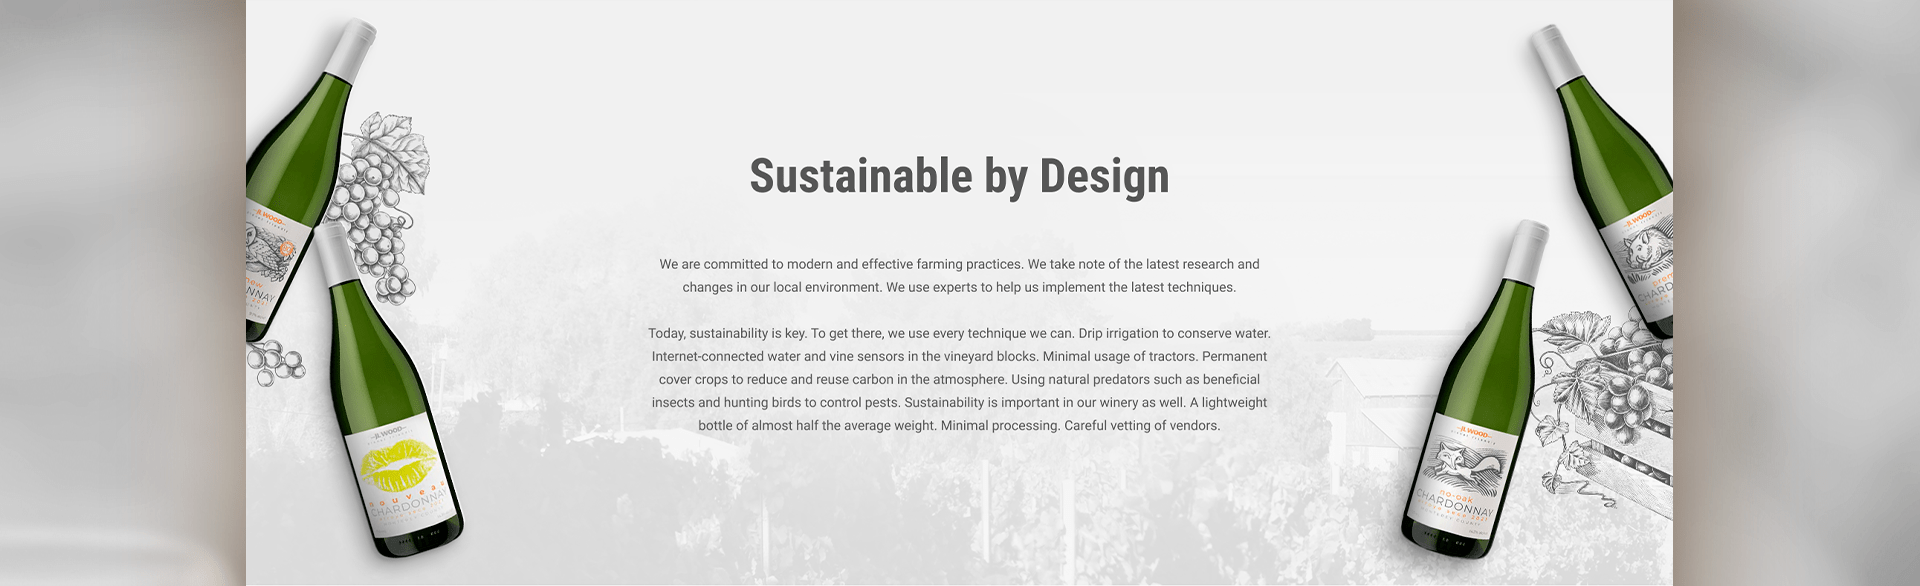 Sustainable by Design
We are committed to modern and effective farming practices. We take note of the latest research and
changes in our local environment. We use experts to help us implement the latest techniques.
Today, sustainability is key. To get there, we use every technique we can. Drip irrigation to conserve water.
Internet-connected water and vine sensors in the vineyard blocks. Minimal usage of tractors. Permanent
cover crops to reduce and reuse carbon in the atmosphere. Using natural predators such as beneficial
insects and hunting birds to control pests. Sustainability is important in our winery as well. A lightweight
bottle of almost half the average weight. Minimal processing. Careful vetting of vendors.
JL WOOD
JL WOOD
nouveau
CHARDONNAY
JL WOOD
JL WOOD
no-oak
CHARDONNAY